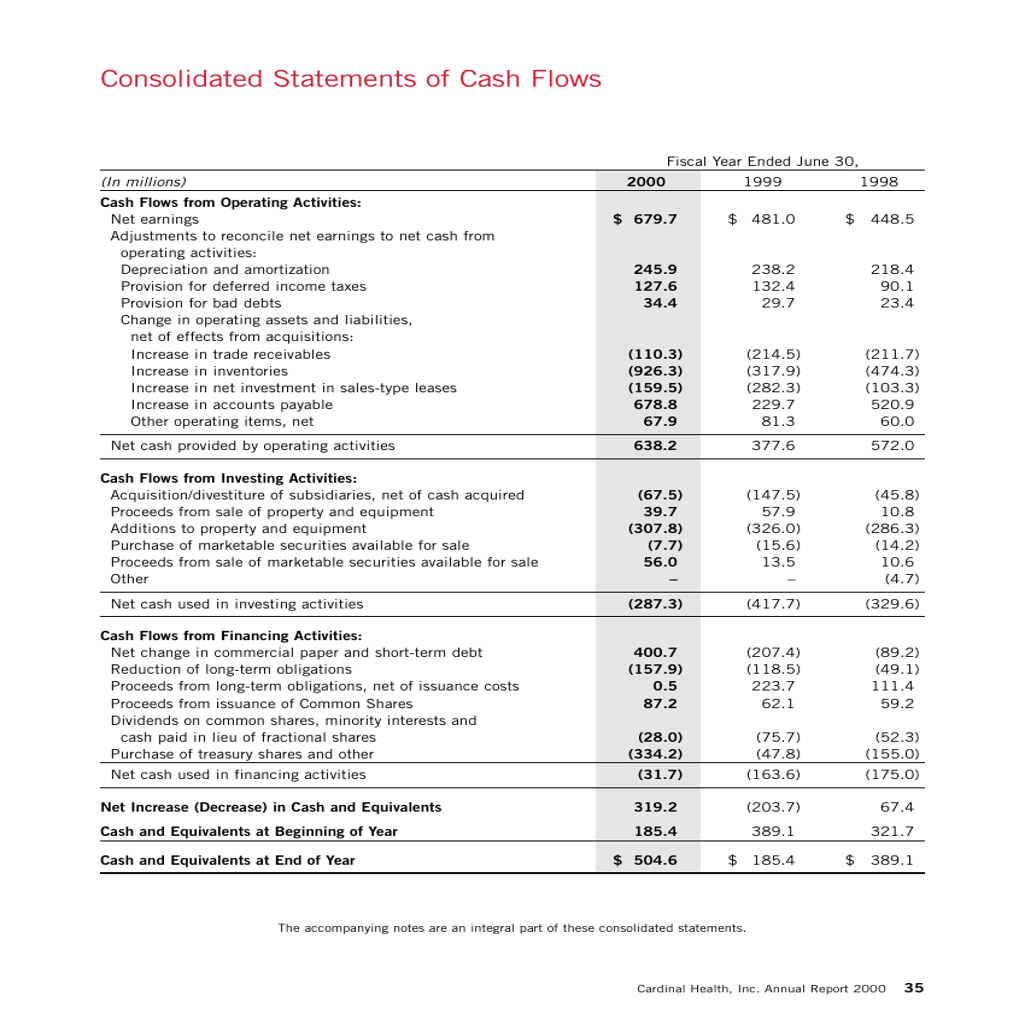 Consolidated Statements of Cash Flows
Fiscal Year Ended June 30,
(In millions) 2000 1999 1998
Cash Flows from Operating Activities:
Net earnings $ 679.7 $ 481.0 $ 448.5
Adjustments to reconcile net earnings to net cash from
operating activities:
Depreciation and amortization 245.9 238.2 218.4
Provision for deferred income taxes 127.6 132.4 90.1
Provision for bad debts 34.4 29.7 23.4
Change in operating assets and liabilities,
net of effects from acquisitions:
Increase in trade receivables (110.3) (214.5) (211.7)
Increase in inventories (926.3) (317.9) (474.3)
Increase in net investment in sales-type leases (159.5) (282.3) (103.3)
Increase in accounts payable 678.8 229.7 520.9
Other operating items, net 67.9 81.3 60.0
Net cash provided by operating activities 638.2 377.6 572.0
Cash Flows from Investing Activities:
Acquisition/divestiture of subsidiaries, net of cash acquired (67.5) (147.5) (45.8)
Proceeds from sale of property and equipment 39.7 57.9 10.8
Additions to property and equipment (307.8) (326.0) (286.3)
Purchase of marketable securities available for sale (7.7) (15.6) (14.2)
Proceeds from sale of marketable securities available for sale 56.0 13.5 10.6
Other – – (4.7)
Net cash used in investing activities (287.3) (417.7) (329.6)
Cash Flows from Financing Activities:
Net change in commercial paper and short-term debt 400.7 (207.4) (89.2)
Reduction of long-term obligations (157.9) (118.5) (49.1)
Proceeds from long-term obligations, net of issuance costs 0.5 223.7 111.4
Proceeds from issuance of Common Shares 87.2 62.1 59.2
Dividends on common shares, minority interests and
cash paid in lieu of fractional shares (28.0) (75.7) (52.3)
Purchase of treasury shares and other (334.2) (47.8) (155.0)
Net cash used in financing activities (31.7) (163.6) (175.0)
Net Increase (Decrease) in Cash and Equivalents 319.2 (203.7) 67.4
Cash and Equivalents at Beginning of Year 185.4 389.1 321.7
Cash and Equivalents at End of Year $ 504.6 $ 185.4 $ 389.1
The accompanying notes are an integral part of these consolidated statements.
Cardinal Health, Inc. Annual Report 2000 35